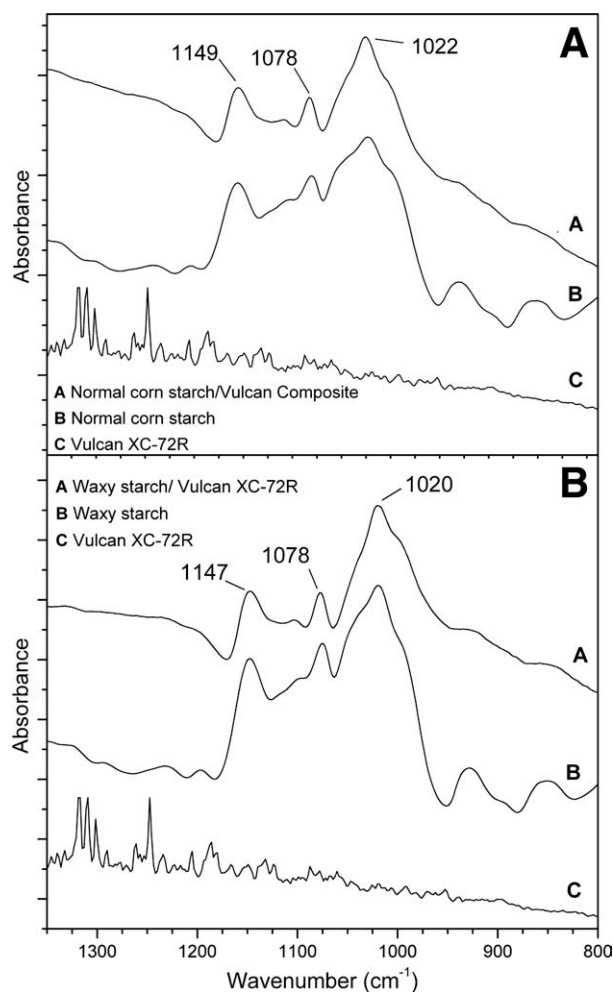 A
1149
1078
1022
Absorbance
A
B
C
A Normal corn starch/Vulcan Composite
B Normal corn starch
C Vulcan XC-72R
B
A Waxy starch/ Vulcan XC-72R
B Waxy starch
C Vulcan XC-72R
1147
1078
1020
Absorbance
A
B
C
1300 1200 1100 1000 900 800
Wavenumber (cm⁻¹)